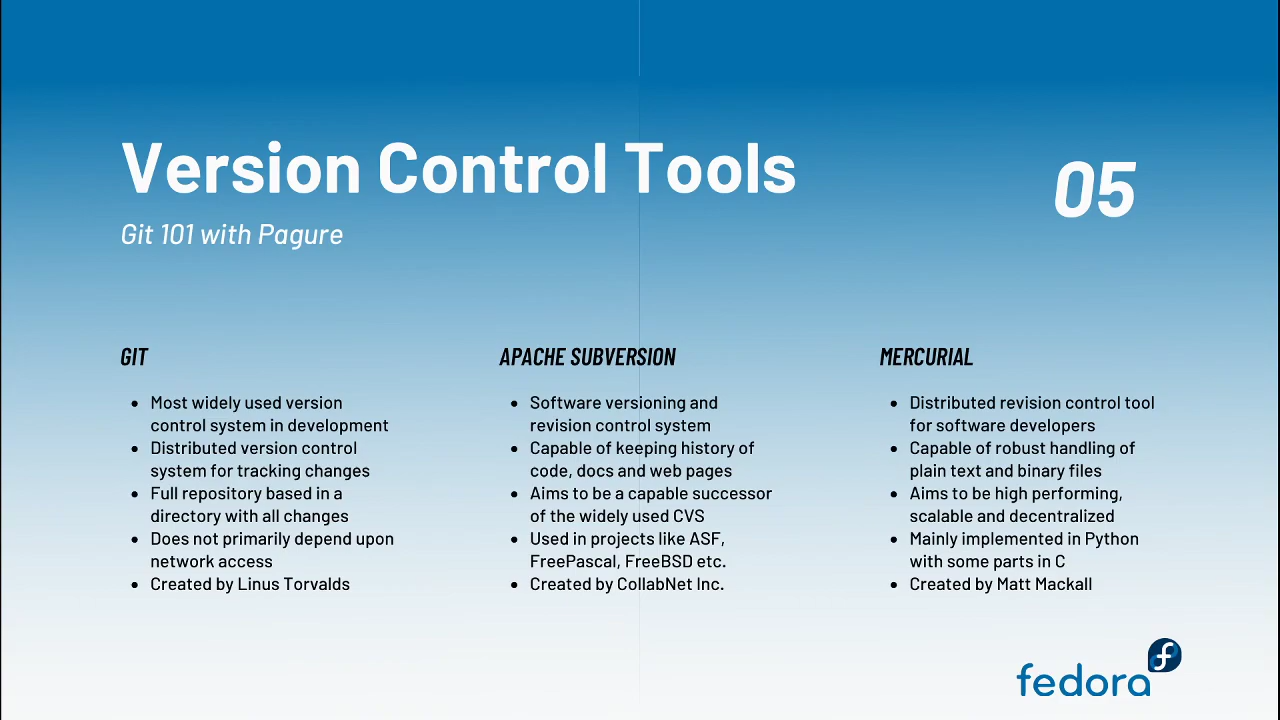 Version Control Tools
05
Git 101 with Pagure
GIT
Most widely used version
control system in development
Distributed version control
system for tracking changes
Full repository based in a
directory with all changes
Does not primarily depend upon
network access
Created by Linus Torvalds
APACHE SUBVERSION
Software versioning and
revision control system
Capable of keeping history of
code, docs and web pages
Aims to be a capable successor
of the widely used CVS
Used in projects like ASF,
FreePascal, FreeBSD etc.
Created by CollabNet Inc.
MERCURIAL
Distributed revision control tool
for software developers
Capable of robust handling of
plain text and binary files
Aims to be high performing,
scalable and decentralized
Mainly implemented in Python
with some parts in C
Created by Matt Mackall
fedora